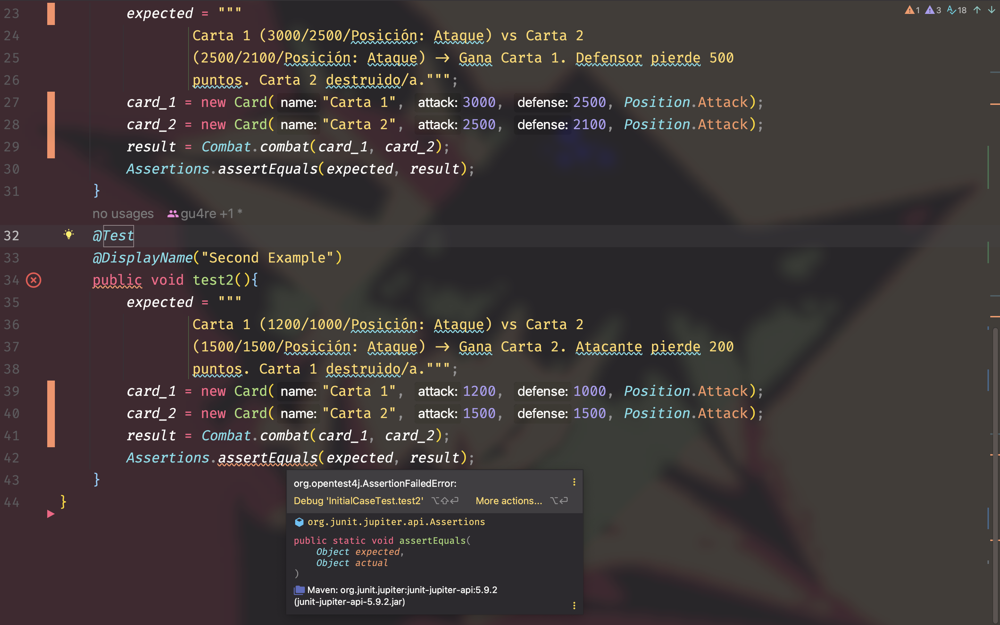 1 3 18
23 expected = """
24 Carta 1 (3000/2500/Posición: Ataque) vs Carta 2
25 (2500/2100/Posición: Ataque) → Gana Carta 1. Defensor pierde 500
26 puntos. Carta 2 destruido/a.""";
27 card_1 = new Card( name: "Carta 1", attack: 3000, defense: 2500, Position.Attack);
28 card_2 = new Card( name: "Carta 2", attack: 2500, defense: 2100, Position.Attack);
29 result = Combat.combat(card_1, card_2);
30 Assertions.assertEquals(expected, result);
31 }
no usages gu4re +1 *
32 @Test
33 @DisplayName("Second Example")
34 public void test2(){
35 expected = """
36 Carta 1 (1200/1000/Posición: Ataque) vs Carta 2
37 (1500/1500/Posición: Ataque) → Gana Carta 2. Atacante pierde 200
38 puntos. Carta 1 destruido/a.""";
39 card_1 = new Card( name: "Carta 1", attack: 1200, defense: 1000, Position.Attack);
40 card_2 = new Card( name: "Carta 2", attack: 1500, defense: 1500, Position.Attack);
41 result = Combat.combat(card_1, card_2);
42 Assertions.assertEquals(expected, result);
43 }
44 }
org.opentest4j.AssertionFailedError:
Debug 'InitialCaseTest.test2' ⌥⇧⏎ More actions... ⌥⏎
org.junit.jupiter.api.Assertions
public static void assertEquals(
Object expected,
Object actual
)
Maven: org.junit.jupiter:junit-jupiter-api:5.9.2
(junit-jupiter-api-5.9.2.jar)